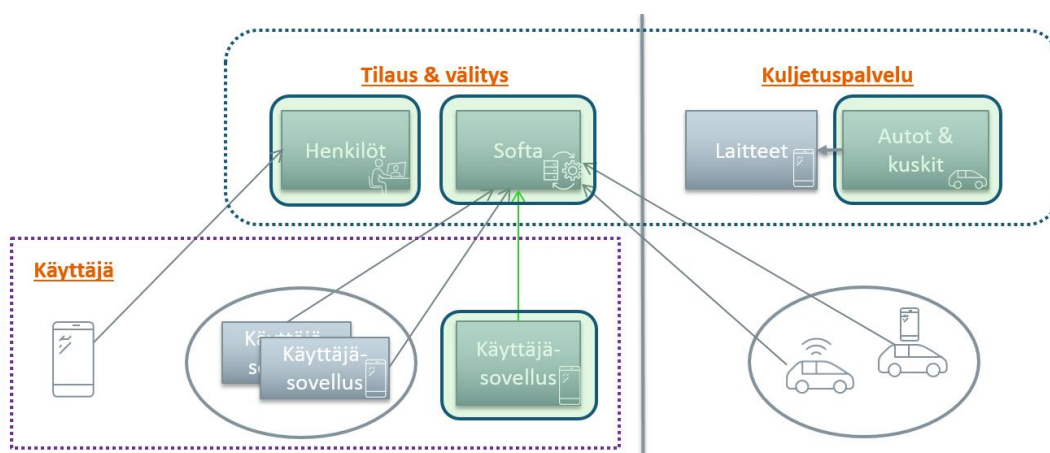 Tilaus & välitys
Kuljetuspalvelu
Henkilöt
Softa
Laitteet
Autot &
kuskit
Käyttäjä
Käyttäjä-
sovellus
Käyttäjä-
sovellus